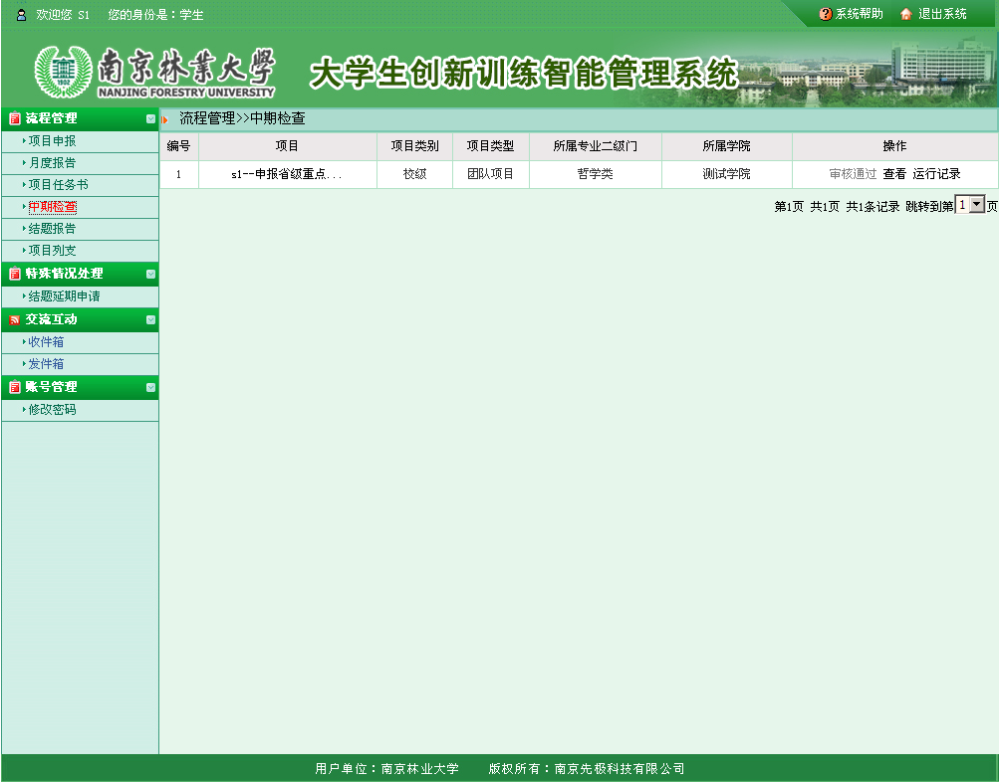 欢迎您 S1 您的身份是：学生 系统帮助 退出系统
南京林業大學
NANJING FORESTRY UNIVERSITY
大学生创新训练智能管理系统
流程管理
项目申报
月度报告
项目任务书
中期检查
结题报告
项目列支
特殊情况处理
结题延期申请
交流互动
收件箱
发件箱
账号管理
修改密码
流程管理>>中期检查
编号 项目 项目类别 项目类型 所属专业二级门 所属学院 操作
1 s1--申报省级重点... 校级 团队项目 哲学类 测试学院 审核通过 查看 运行记录
第1页 共1页 共1条记录 跳转到第 1 页
用户单位：南京林业大学 版权所有：南京先极科技有限公司